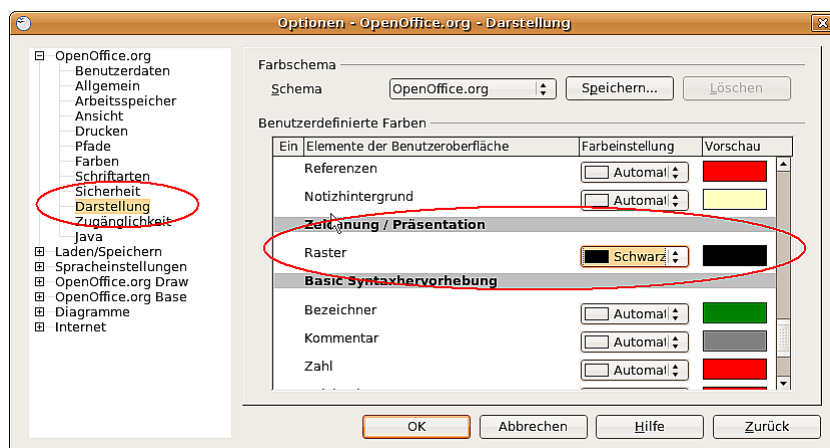 Optionen - OpenOffice.org - Darstellung
OpenOffice.org
Benutzerdaten
Allgemein
Arbeitsspeicher
Ansicht
Drucken
Pfade
Farben
Schriftarten
Sicherheit
Darstellung
Zugänglichkeit
Java
Laden/Speichern
Spracheinstellungen
OpenOffice.org Draw
OpenOffice.org Base
Diagramme
Internet
Farbschema
Schema OpenOffice.org Speichern... Löschen
Benutzerdefinierte Farben
Ein Elemente der Benutzeroberfläche Farbeinstellung Vorschau
Referenzen Automat
Notizhintergrund Automat
Zeichnung / Präsentation
Raster Schwarz
Basic Syntaxhervorhebung
Bezeichner Automat
Kommentar Automat
Zahl Automat
OK Abbrechen Hilfe Zurück